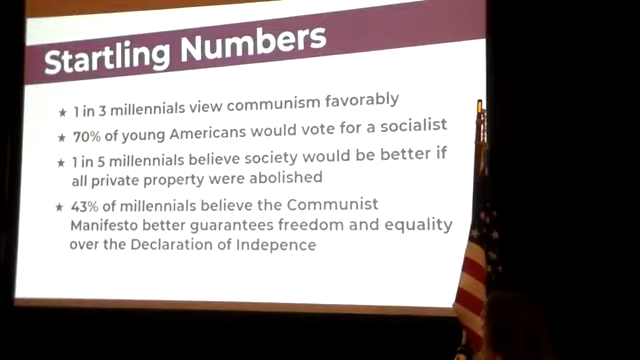 Startling Numbers
★ 1 in 3 millennials view communism favorably
★ 70% of young Americans would vote for a socialist
★ 1 in 5 millennials believe society would be better if
all private property were abolished
★ 43% of millennials believe the Communist
Manifesto better guarantees freedom and equality
over the Declaration of Indepence